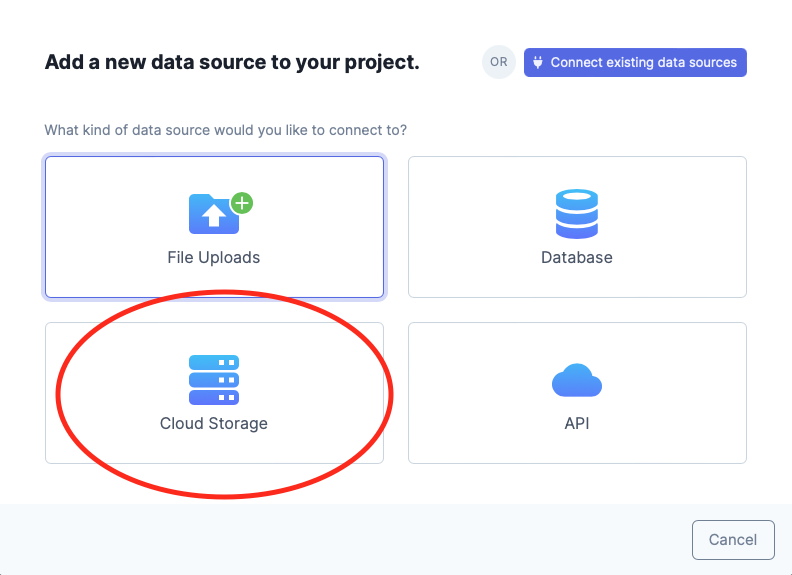 Add a new data source to your project.
OR
Connect existing data sources
What kind of data source would you like to connect to?
File Uploads
Database
Cloud Storage
API
Cancel